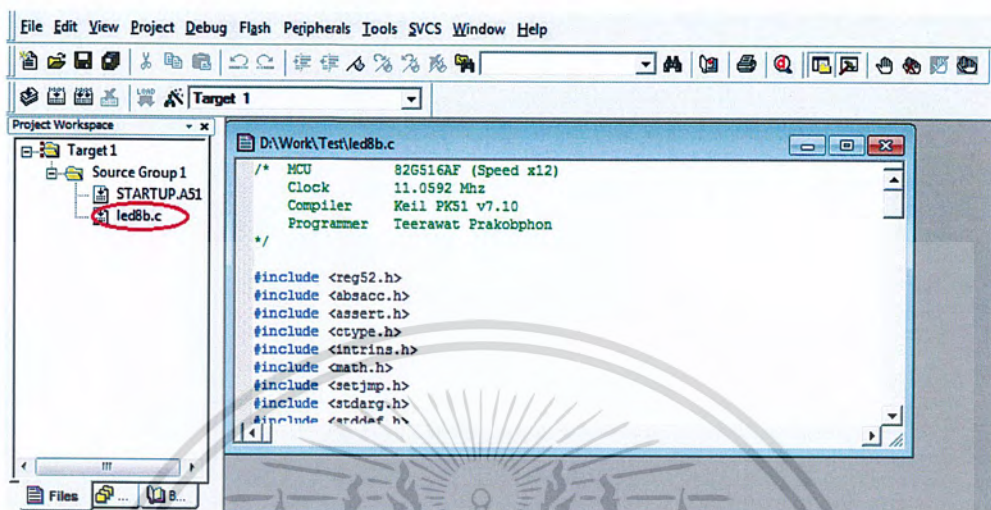 File Edit View Project Debug Flash Peripherals Tools SVCS Window Help
LOAD Target 1
Project Workspace
Target 1
Source Group 1
STARTUP.A51
led8b.c
Files ... B...
D:\Work\Test\led8b.c
/* MCU 82G516AF (Speed x12)
Clock 11.0592 Mhz
Compiler Keil PK51 v7.10
Programmer Teerawat Prakobphon
*/
#include <reg52.h>
#include <absacc.h>
#include <assert.h>
#include <ctype.h>
#include <intrins.h>
#include <math.h>
#include <setjmp.h>
#include <stdarg.h>
#include <stddef.h>